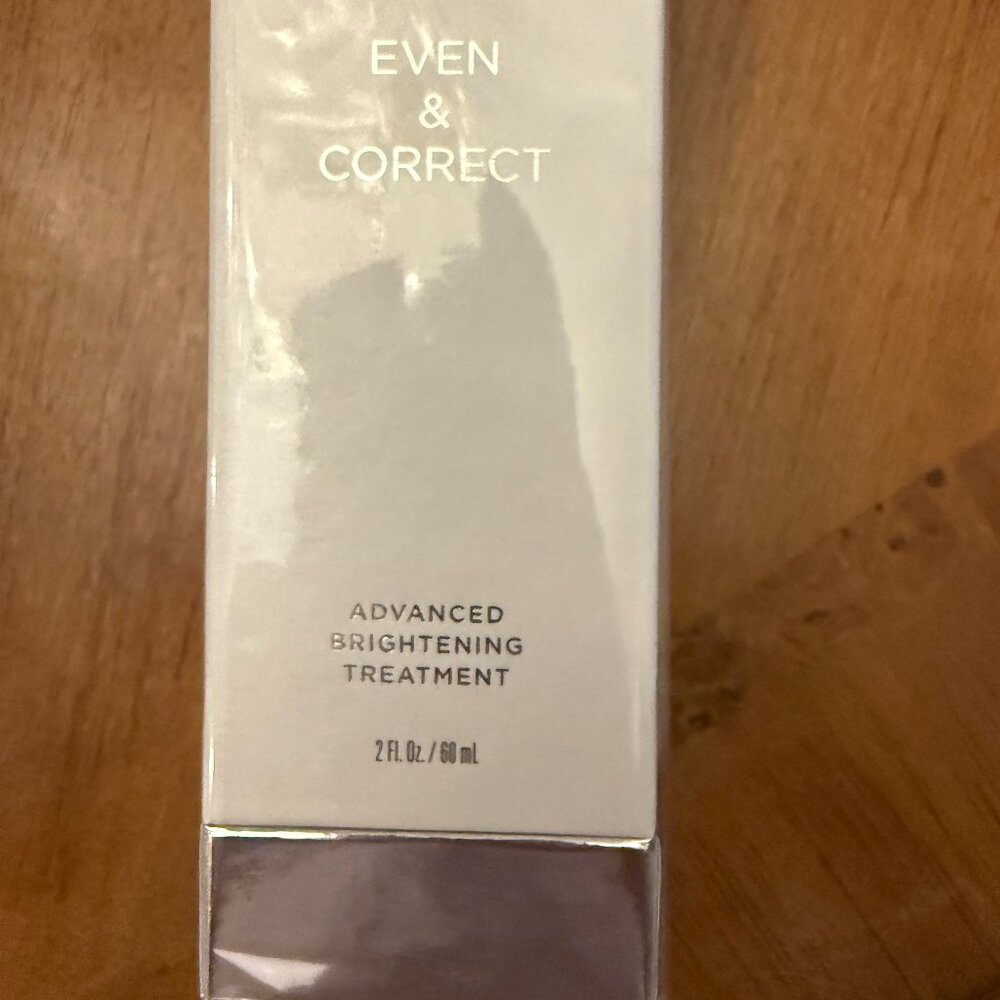 EVEN
&
CORRECT
ADVANCED
BRIGHTENING
TREATMENT
2 Fl. Oz. / 60 mL